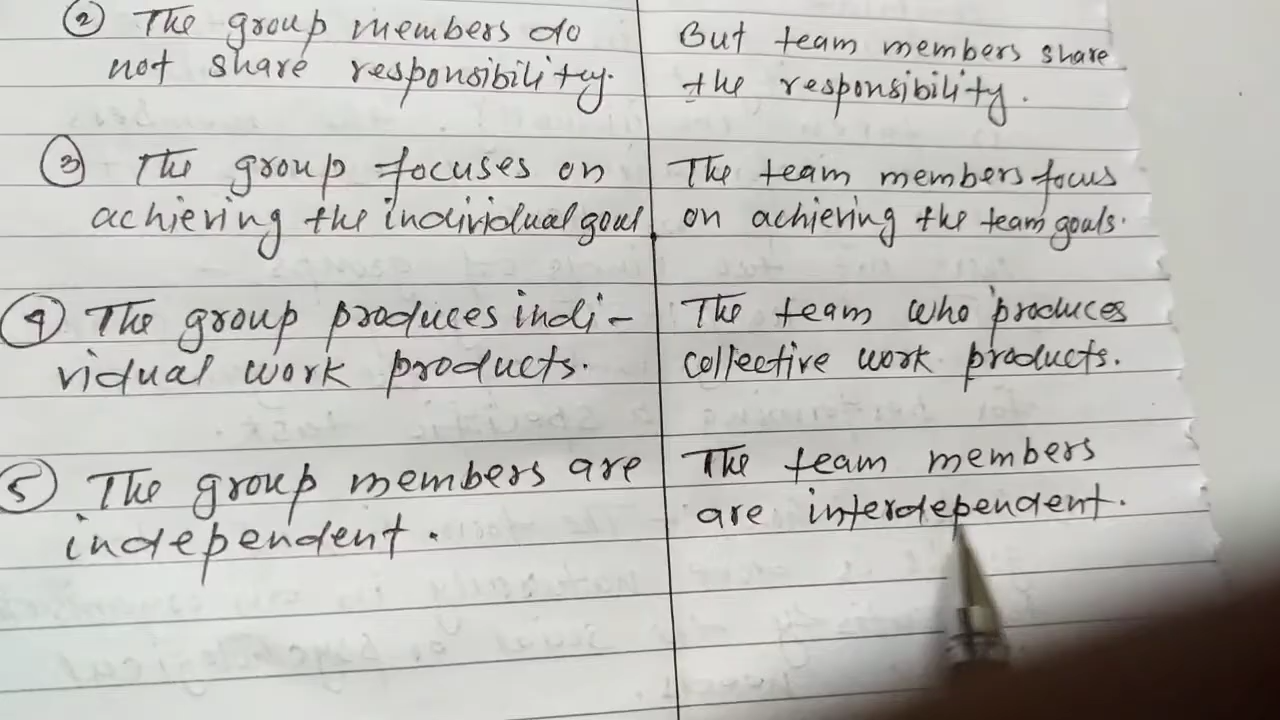 ② The group members do
not share responsibility.
But team members share
the responsibility.
③ The group focuses on
achieving the individual goal
The team members focus
on achieving the team goals.
④ The group produces indi-
vidual work products.
The team who produces
collective work products.
⑤ The group members are
independent.
The team members
are interdependent.